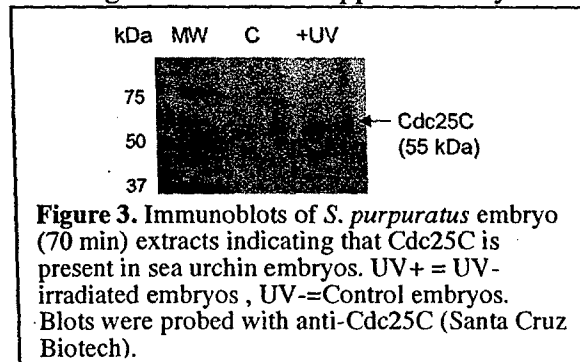 kDa MW C +UV
75
Cdc25C
50 (55 kDa)
37
Figure 3. Immunoblots of S. purpuratus embryo
(70 min) extracts indicating that Cdc25C is
present in sea urchin embryos. UV+ = UV-
irradiated embryos , UV-=Control embryos.
Blots were probed with anti-Cdc25C (Santa Cruz
Biotech).